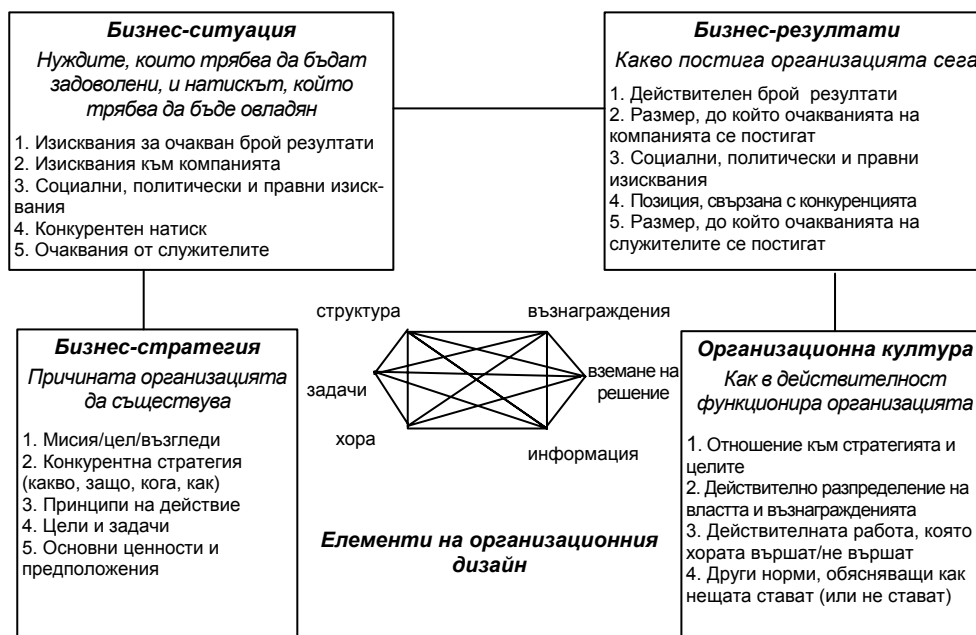 Бизнес-ситуация
Нуждите, които трябва да бъдат
задоволени, и натискът, който
трябва да бъде овладян
1. Изисквания за очакван брой резултати
2. Изисквания към компанията
3. Социални, политически и правни изиск-
вания
4. Конкурентен натиск
5. Очаквания от служителите
Бизнес-резултати
Какво постига организацията сега
1. Действителен брой резултати
2. Размер, до който очакванията на
компанията се постигат
3. Социални, политически и правни
изисквания
4. Позиция, свързана с конкуренцията
5. Размер, до който очакванията на
служителите се постигат
Бизнес-стратегия
Причината организацията
да съществува
1. Мисия/цел/възгледи
2. Конкурентна стратегия
(какво, защо, кога, как)
3. Принципи на действие
4. Цели и задачи
5. Основни ценности и
предположения
структура
възнаграждения
задачи
вземане на
решение
хора
информация
Елементи на организационния
дизайн
Организационна култура
Как в действителност
функционира организацията
1. Отношение към стратегията и
целите
2. Действително разпределение на
властта и възнагражденията
3. Действителната работа, която
хората вършат/не вършат
4. Други норми, обясняващи как
нещата стават (или не стават)